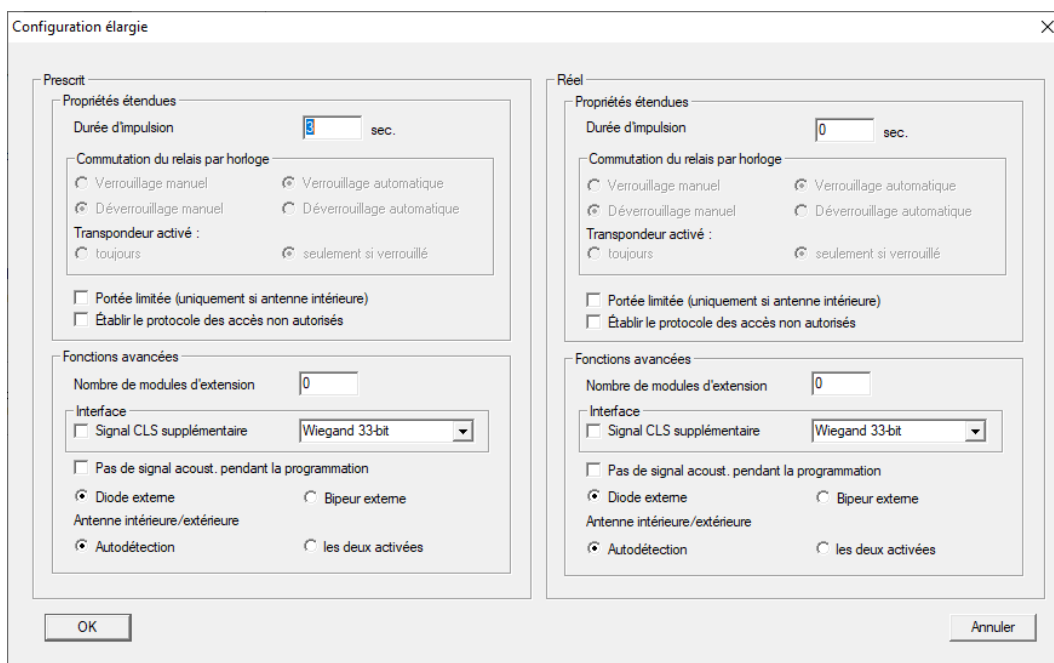 Configuration élargie
Prescrit
Propriétés étendues
Durée d'impulsion 3 sec.
Commutation du relais par horloge
Verrouillage manuel Verrouillage automatique
Déverrouillage manuel Déverrouillage automatique
Transpondeur activé :
toujours seulement si verrouillé
Portée limitée (uniquement si antenne intérieure)
Établir le protocole des accès non autorisés
Fonctions avancées
Nombre de modules d'extension 0
Interface
Signal CLS supplémentaire Wiegand 33-bit
Pas de signal acoust. pendant la programmation
Diode externe Bipeur externe
Antenne intérieure/extérieure
Autodétection les deux activées
Réel
Propriétés étendues
Durée d'impulsion 0 sec.
Commutation du relais par horloge
Verrouillage manuel Verrouillage automatique
Déverrouillage manuel Déverrouillage automatique
Transpondeur activé :
toujours seulement si verrouillé
Portée limitée (uniquement si antenne intérieure)
Établir le protocole des accès non autorisés
Fonctions avancées
Nombre de modules d'extension 0
Interface
Signal CLS supplémentaire Wiegand 33-bit
Pas de signal acoust. pendant la programmation
Diode externe Bipeur externe
Antenne intérieure/extérieure
Autodétection les deux activées
OK Annuler